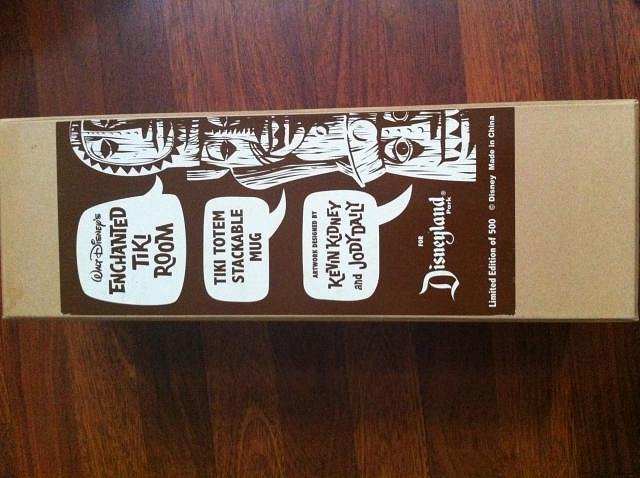 WALT DISNEY'S
ENCHANTED
TIKI
ROOM
TIKI TOTEM
STACKABLE
MUG
ARTWORK DESIGNED BY
KEVIN KIDNEY
and JODY DAILY
FOR
Disneyland®
Park
Limited Edition of 500 © Disney Made in China